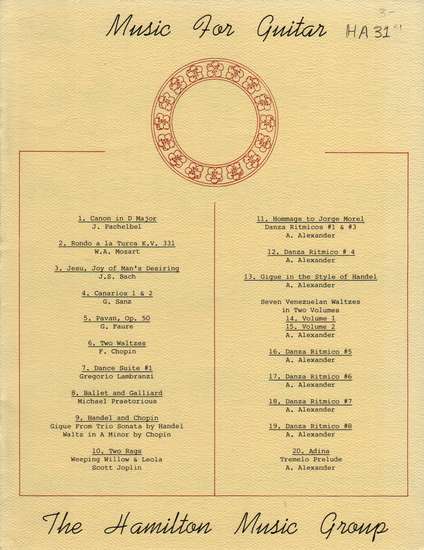 3-
Music For Guitar
HA31
1. Canon in D Major
J. Pachelbel
2. Rondo a la Turca K.V. 331
W.A. Mozart
3. Jesu, Joy of Man's Desiring
J.S. Bach
4. Canarios 1 & 2
G. Sanz
5. Pavan, Op. 50
G. Faure
6. Two Waltzes
F. Chopin
7. Dance Suite #1
Gregorio Lambranzi
8. Ballet and Galliard
Michael Praetorious
9. Handel and Chopin
Gigue From Trio Sonata by Handel
Waltz in A Minor by Chopin
10. Two Rags
Weeping Willow & Leola
Scott Joplin
11. Hommage to Jorge Morel
Danza Ritmicos #1 & #3
A. Alexander
12. Danza Ritmico # 4
A. Alexander
13. Gigue in the Style of Handel
A. Alexander
Seven Venezuelan Waltzes
in Two Volumes
14. Volume 1
15. Volume 2
A. Alexander
16. Danza Ritmico #5
A. Alexander
17. Danza Ritmico #6
A. Alexander
18. Danza Ritmico #7
A. Alexander
19. Danza Ritmico #8
A. Alexander
20. Adina
Tremelo Prelude
A. Alexander
The Hamilton Music Group